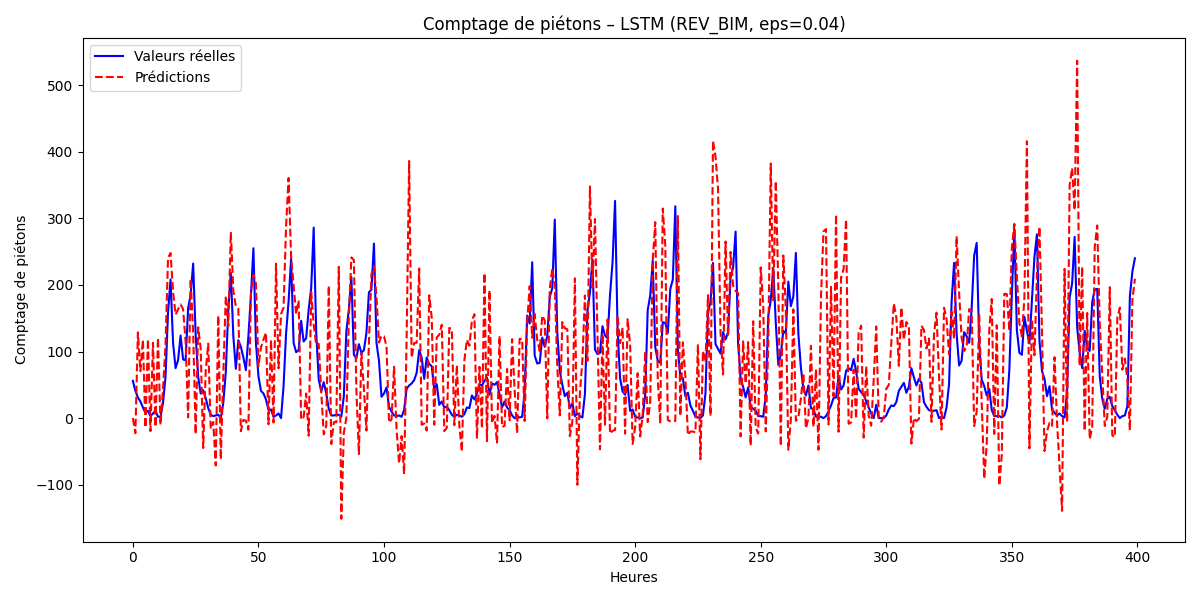 Comptage de piétons – LSTM (REV_BIM, eps=0.04)
Valeurs réelles
Prédictions
Comptage de piétons
500
400
300
200
100
0
−100
0 50 100 150 200 250 300 350 400
Heures